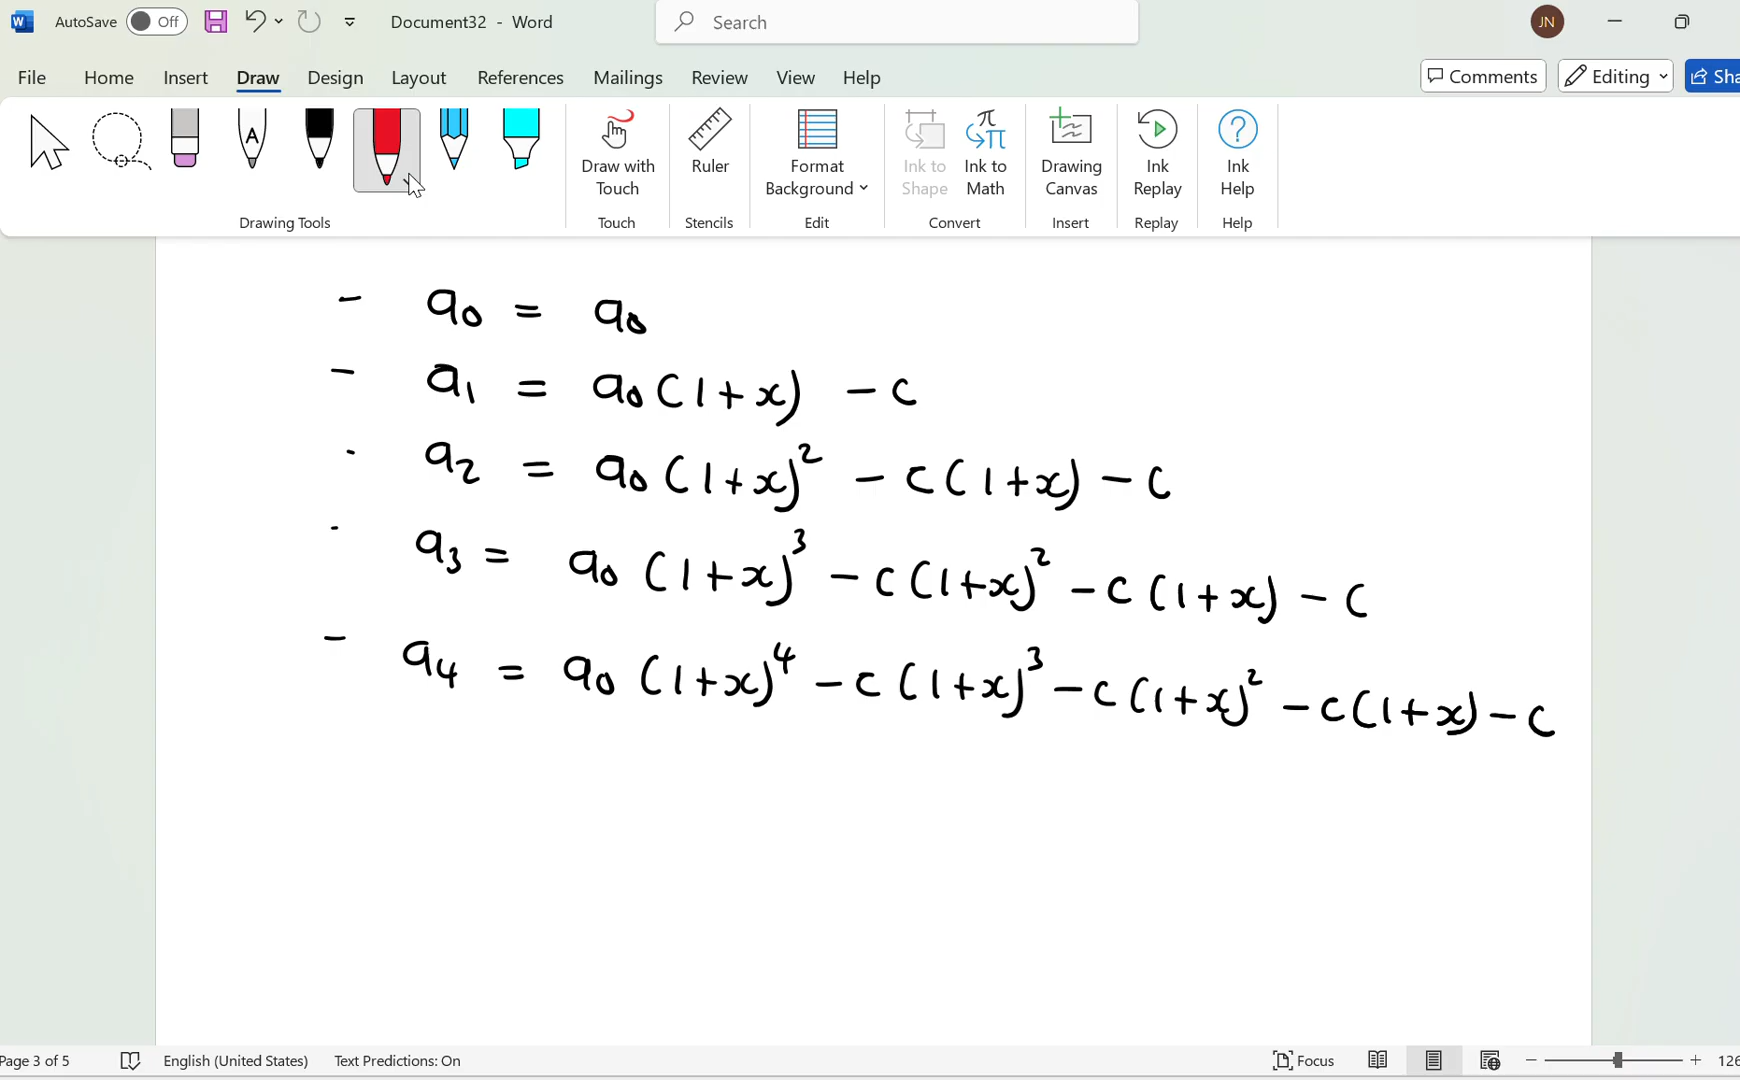 AutoSave Off Document32 - Word Search JN
File Home Insert Draw Design Layout References Mailings Review View Help Comments Editing Sha
A
Draw with Touch Ruler Format Background Ink to Shape Ink to Math Drawing Canvas Ink Replay Ink Help
Drawing Tools Touch Stencils Edit Convert Insert Replay Help
- a₀ = a₀
- a₁ = a₀(1+x) - c
- a₂ = a₀(1+x)² - c(1+x) - c
- a₃ = a₀(1+x)³ - c(1+x)² - c(1+x) - c
- a₄ = a₀(1+x)⁴ - c(1+x)³ - c(1+x)² - c(1+x) - c
Page 3 of 5 English (United States) Text Predictions: On Focus 126